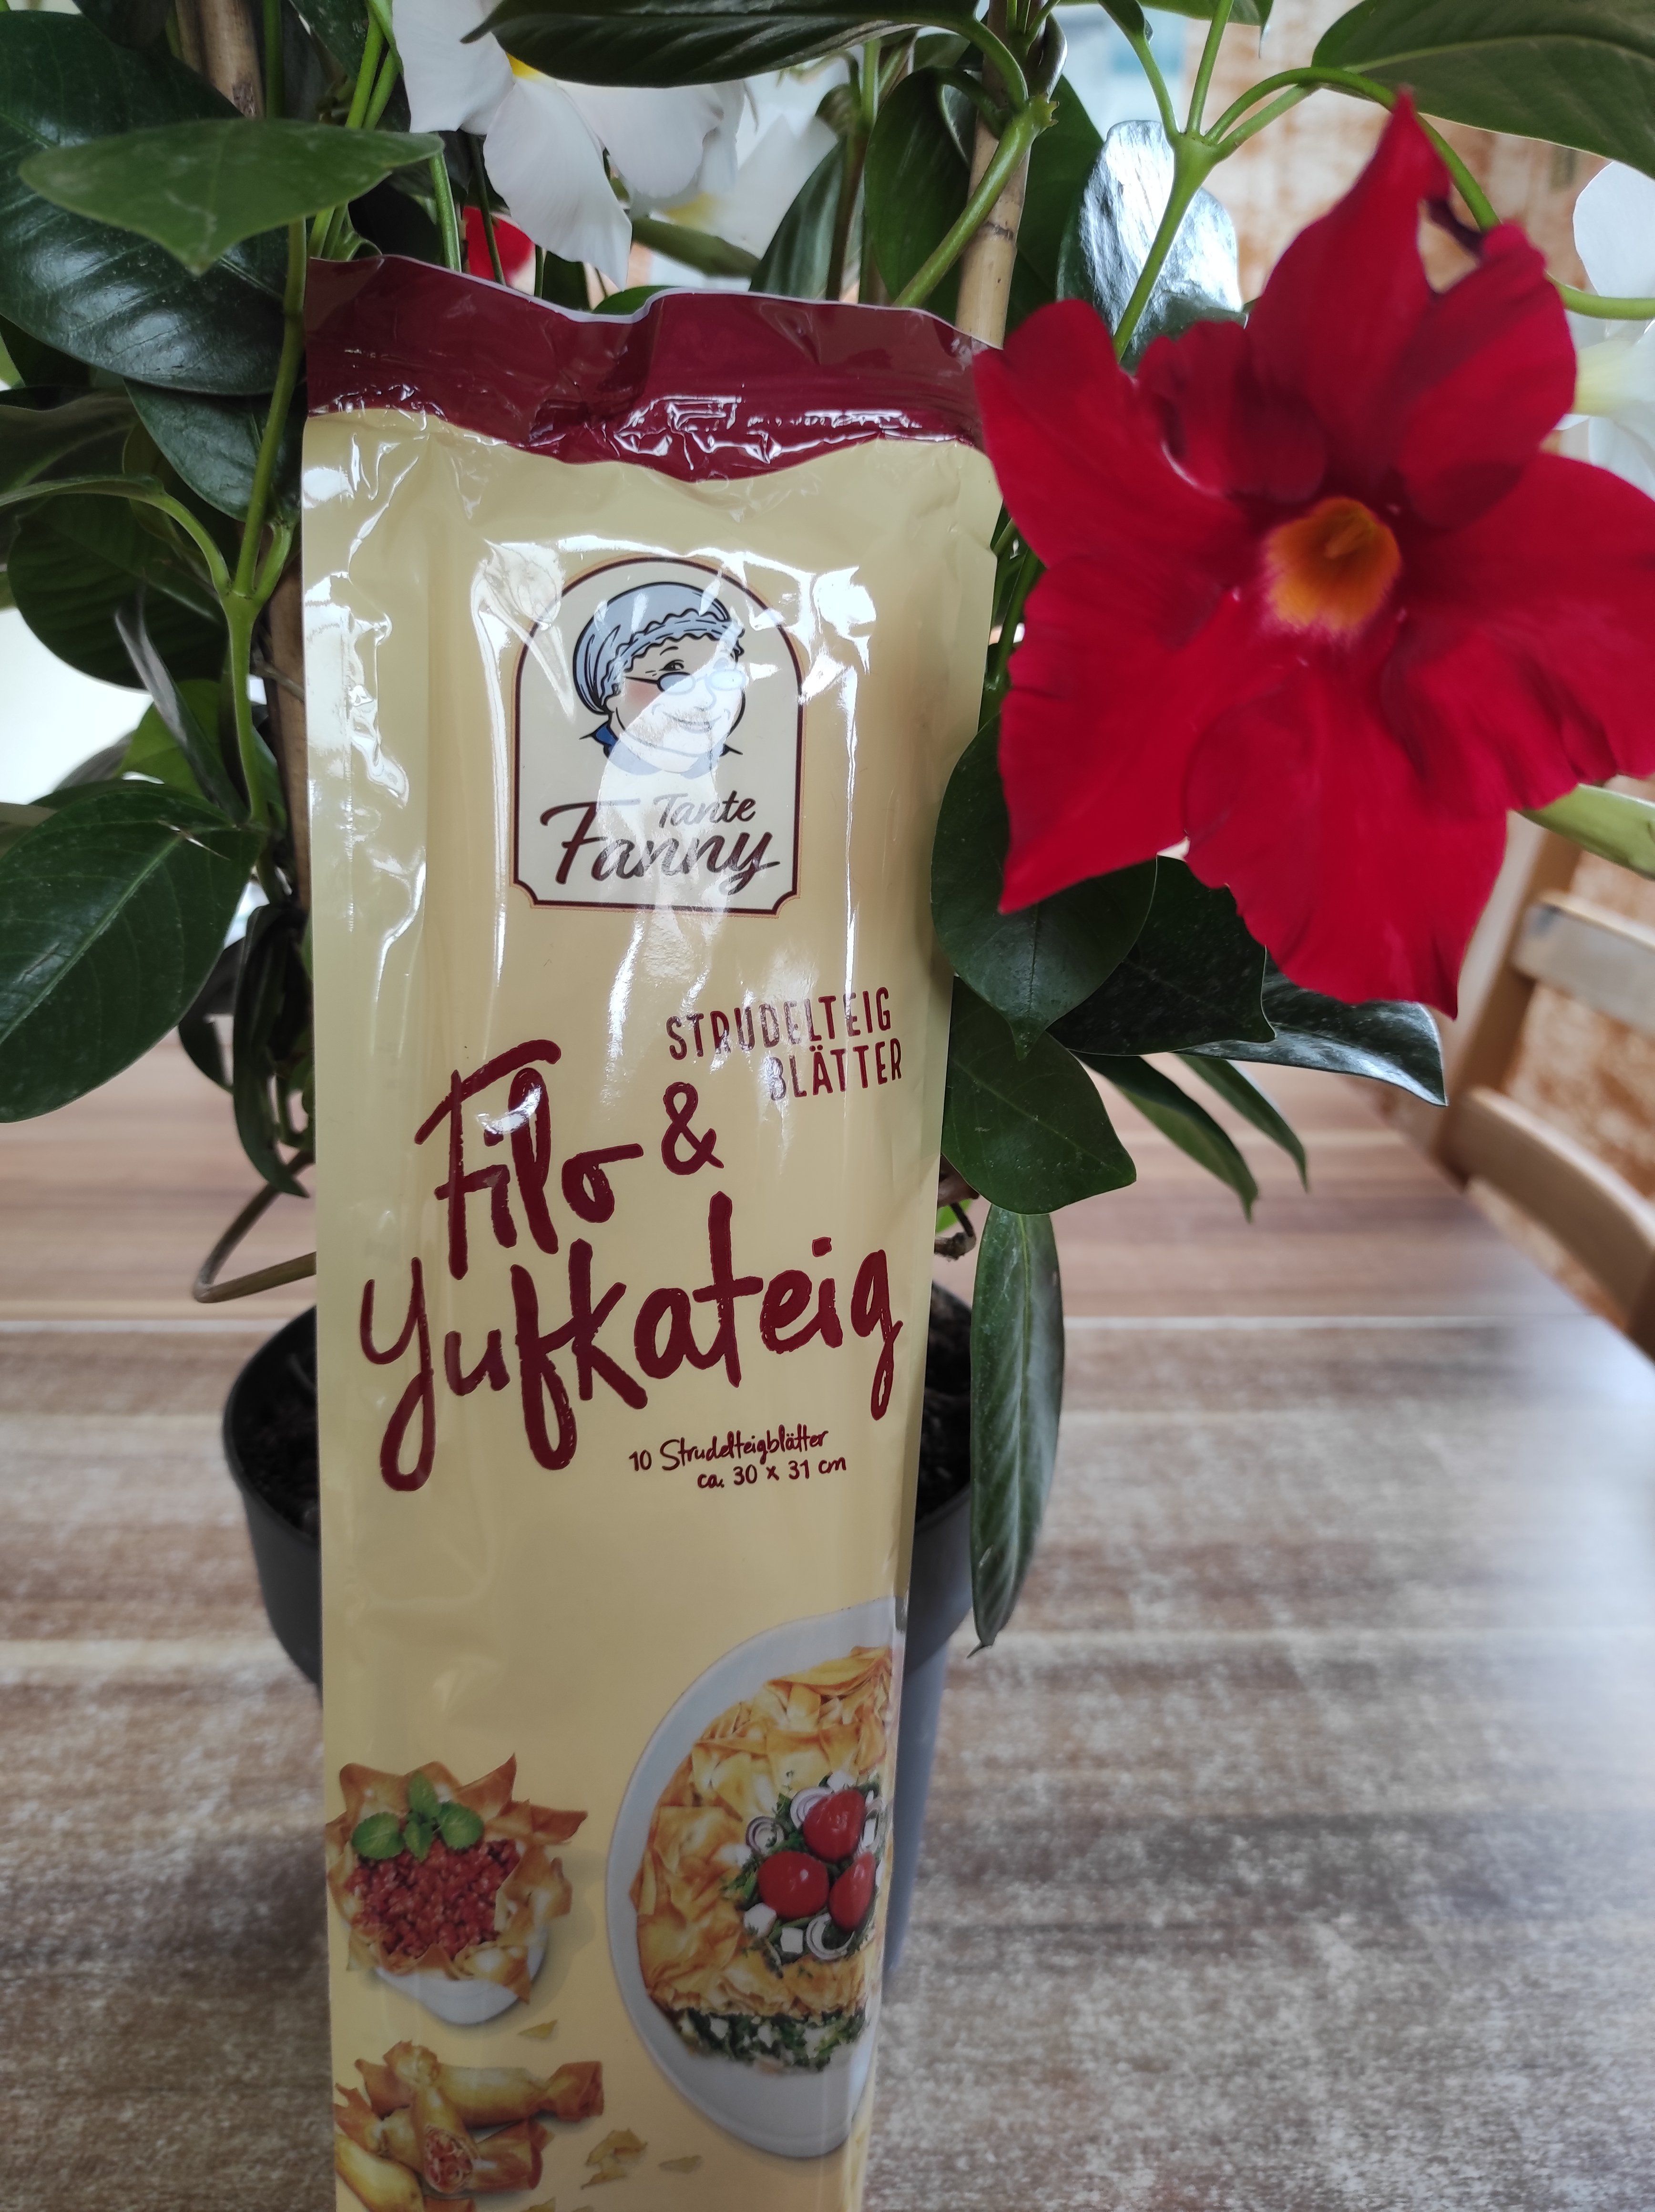 Tante
Fanny
STRUDELTEIG
BLÄTTER
Filo &
Yufkateig
10 Strudelteigblätter
ca. 30 x 31 cm